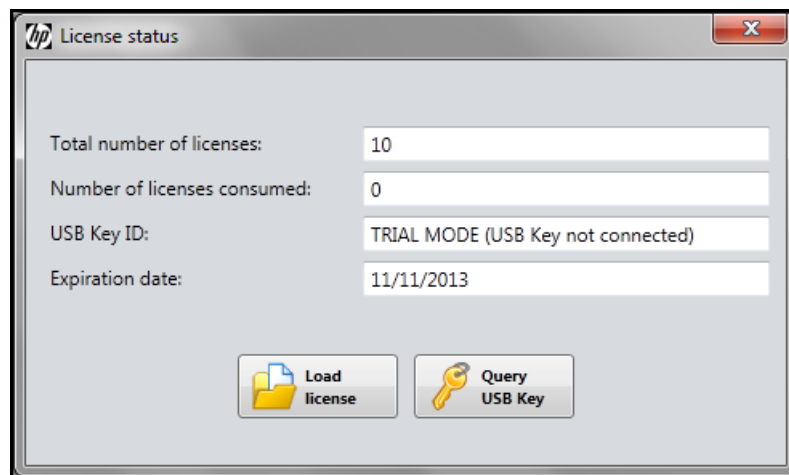 hp License status
Total number of licenses: 10
Number of licenses consumed: 0
USB Key ID: TRIAL MODE (USB Key not connected)
Expiration date: 11/11/2013
Load
license
Query
USB Key